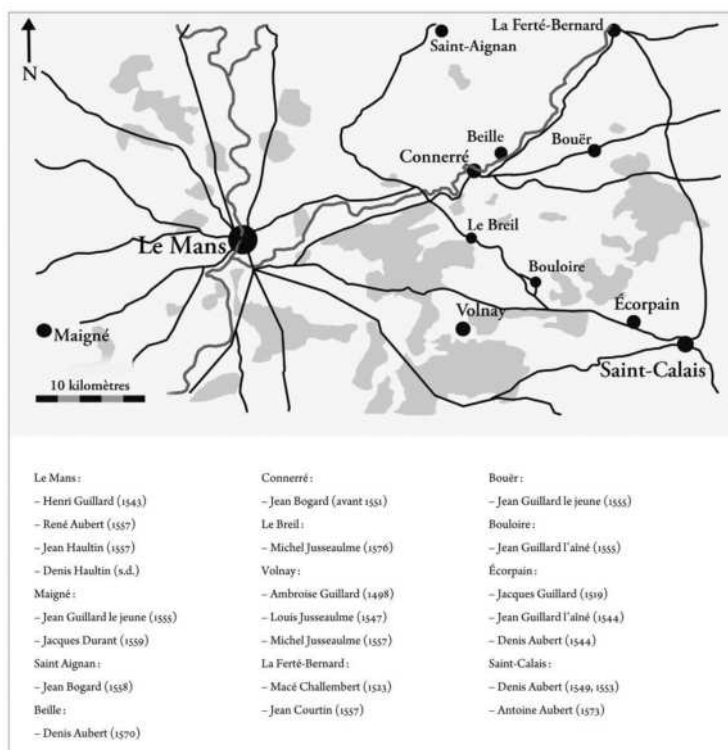 N
Saint-Aignan
La Ferté-Bernard
Beille
Connerré
Bouër
Le Mans
Le Breil
Bouloire
Volnay
Écorpain
Maigné
Saint-Calais
10 kilomètres
Le Mans :
– Henri Guillard (1543)
– René Aubert (1557)
– Jean Haultin (1557)
– Denis Haultin (s.d.)
Maigné :
– Jean Guillard le jeune (1555)
– Jacques Durant (1559)
Saint Aignan :
– Jean Bogard (1558)
Beille :
– Denis Aubert (1570)
Connerré :
– Jean Bogard (avant 1551)
Le Breil :
– Michel Jusseaulme (1576)
Volnay :
– Ambroise Guillard (1498)
– Louis Jusseaulme (1547)
– Michel Jusseaulme (1557)
La Ferté-Bernard :
– Macé Challembert (1523)
– Jean Courtin (1557)
Bouër :
– Jean Guillard le jeune (1555)
Bouloire :
– Jean Guillard l'aîné (1555)
Écorpain :
– Jacques Guillard (1519)
– Jean Guillard l'aîné (1544)
– Denis Aubert (1544)
Saint-Calais :
– Denis Aubert (1549, 1553)
– Antoine Aubert (1573)